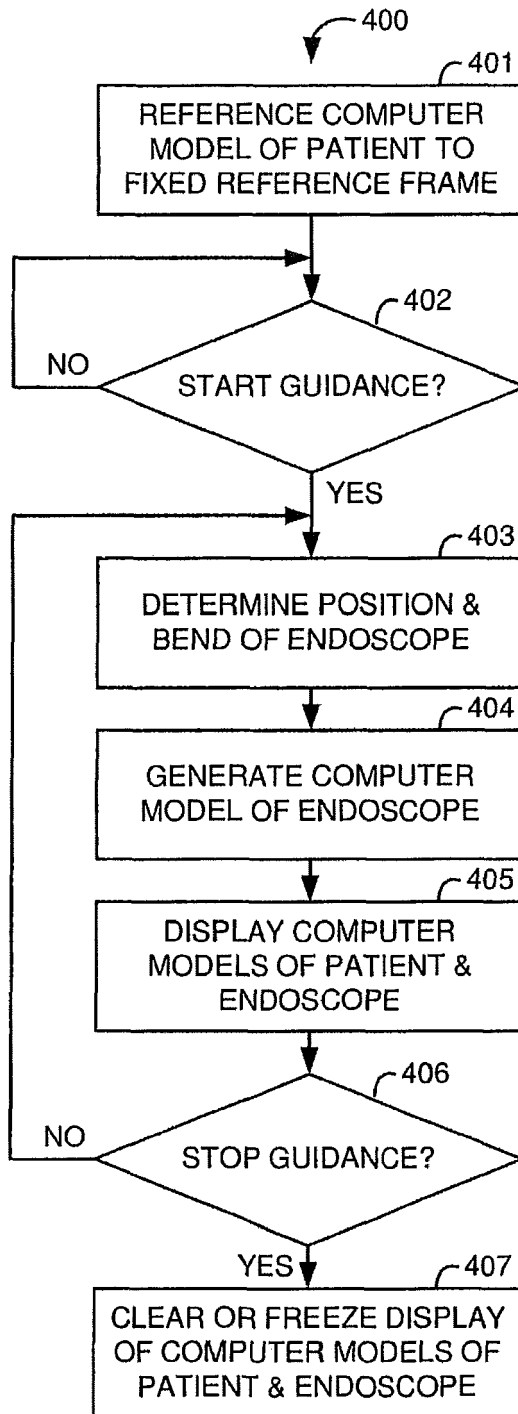 400
401
REFERENCE COMPUTER
MODEL OF PATIENT TO
FIXED REFERENCE FRAME
402
NO
START GUIDANCE?
YES
403
DETERMINE POSITION &
BEND OF ENDOSCOPE
404
GENERATE COMPUTER
MODEL OF ENDOSCOPE
405
DISPLAY COMPUTER
MODELS OF PATIENT &
ENDOSCOPE
406
NO
STOP GUIDANCE?
YES
407
CLEAR OR FREEZE DISPLAY
OF COMPUTER MODELS OF
PATIENT & ENDOSCOPE